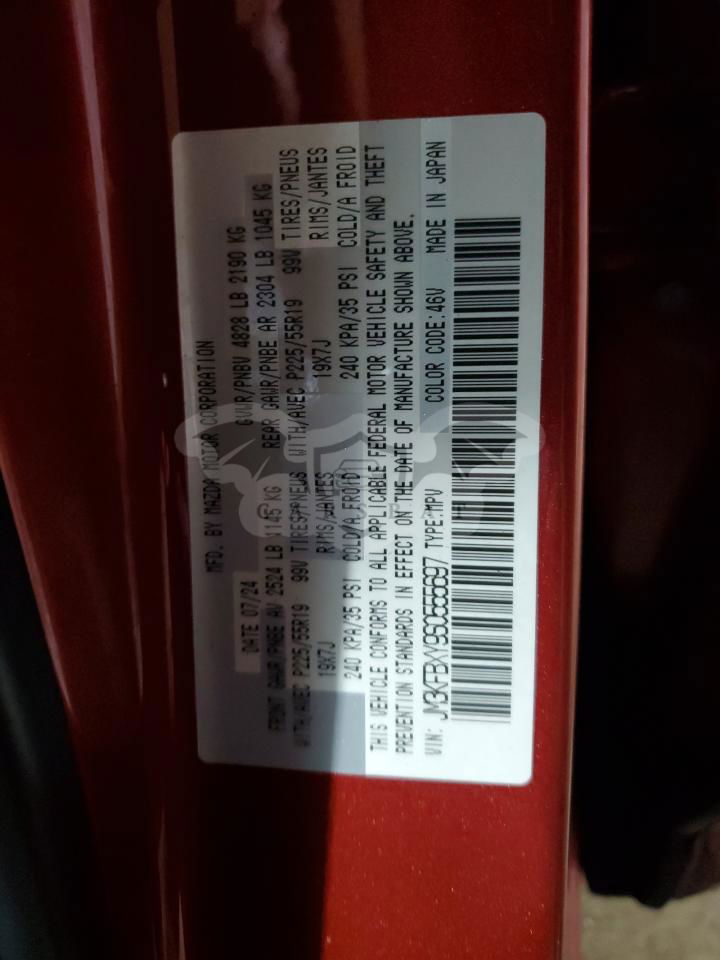 MFD. BY MAZDA MOTOR CORPORATION
DATE 07/24 GVWR/PNBV 4828 LB 2190 KG
FRONT GAWR/PNBE AV 2524 LB 1145 KG REAR GAWR/PNBE AR 2304 LB 1045 KG
WITH/AVEC P225/55R19 99V TIRES/PNEUS WITH/AVEC P225/55R19 99V TIRES/PNEUS
19X7J RIMS/JANTES 19X7J RIMS/JANTES
240 KPA/35 PSI COLD/A FROID 240 KPA/35 PSI COLD/A FROID
THIS VEHICLE CONFORMS TO ALL APPLICABLE FEDERAL MOTOR VEHICLE SAFETY AND THEFT
PREVENTION STANDARDS IN EFFECT ON THE DATE OF MANUFACTURE SHOWN ABOVE.
VIN: JM3KFBXY9S0555697 TYPE:MPV COLOR CODE:46V MADE IN JAPAN